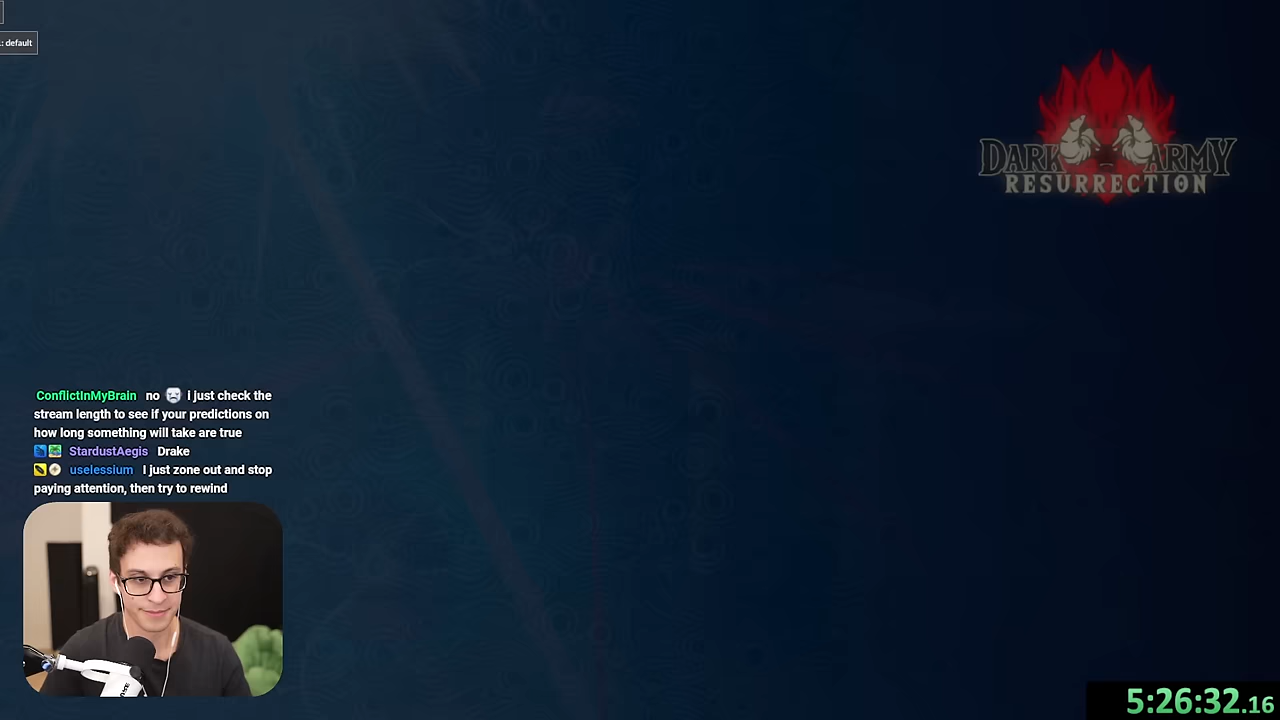 : default
DARK ARMY
RESURRECTION
ConflictInMyBrain no i just check the
stream length to see if your predictions on
how long something will take are true
StardustAegis Drake
uselessium I just zone out and stop
paying attention, then try to rewind
5:26:32.16